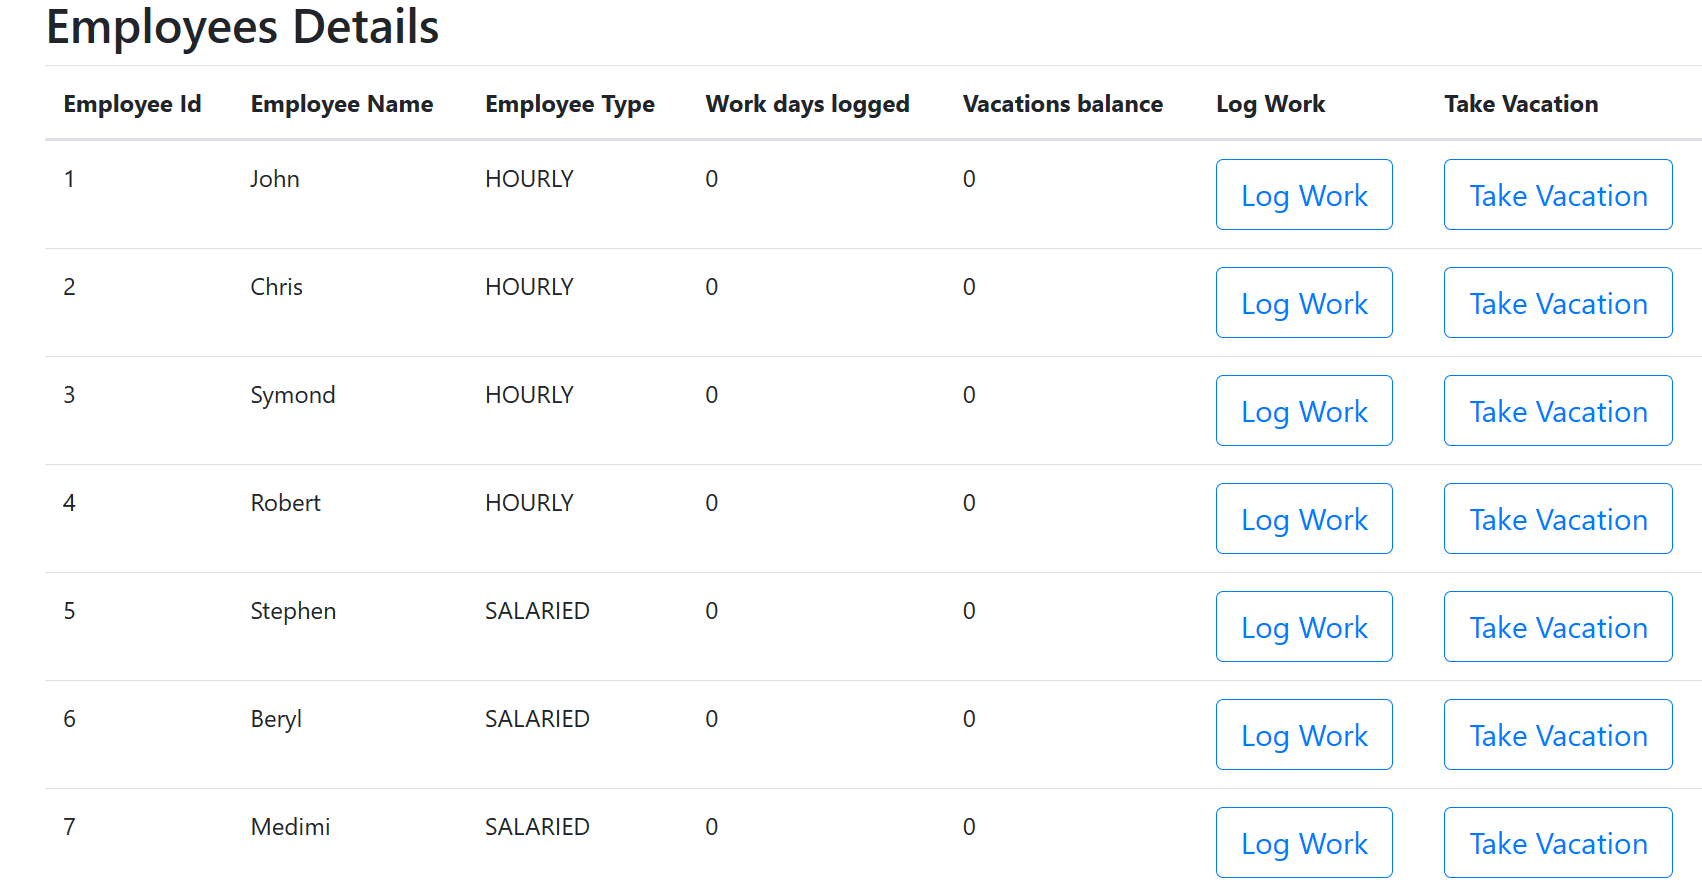 Employees Details
Employee Id Employee Name Employee Type Work days logged Vacations balance Log Work Take Vacation
1 John HOURLY 0 0 Log Work Take Vacation
2 Chris HOURLY 0 0 Log Work Take Vacation
3 Symond HOURLY 0 0 Log Work Take Vacation
4 Robert HOURLY 0 0 Log Work Take Vacation
5 Stephen SALARIED 0 0 Log Work Take Vacation
6 Beryl SALARIED 0 0 Log Work Take Vacation
7 Medimi SALARIED 0 0 Log Work Take Vacation